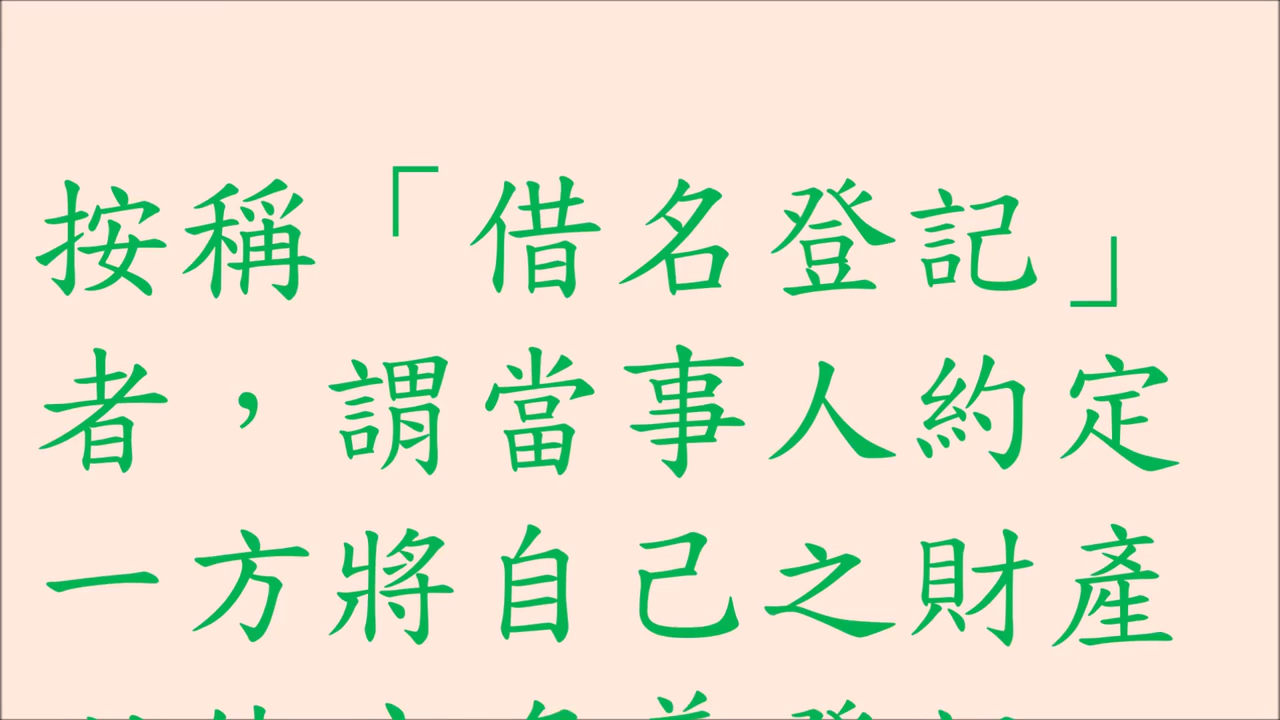 按稱「借名登記」
者，謂當事人約定
一方將自己之財產